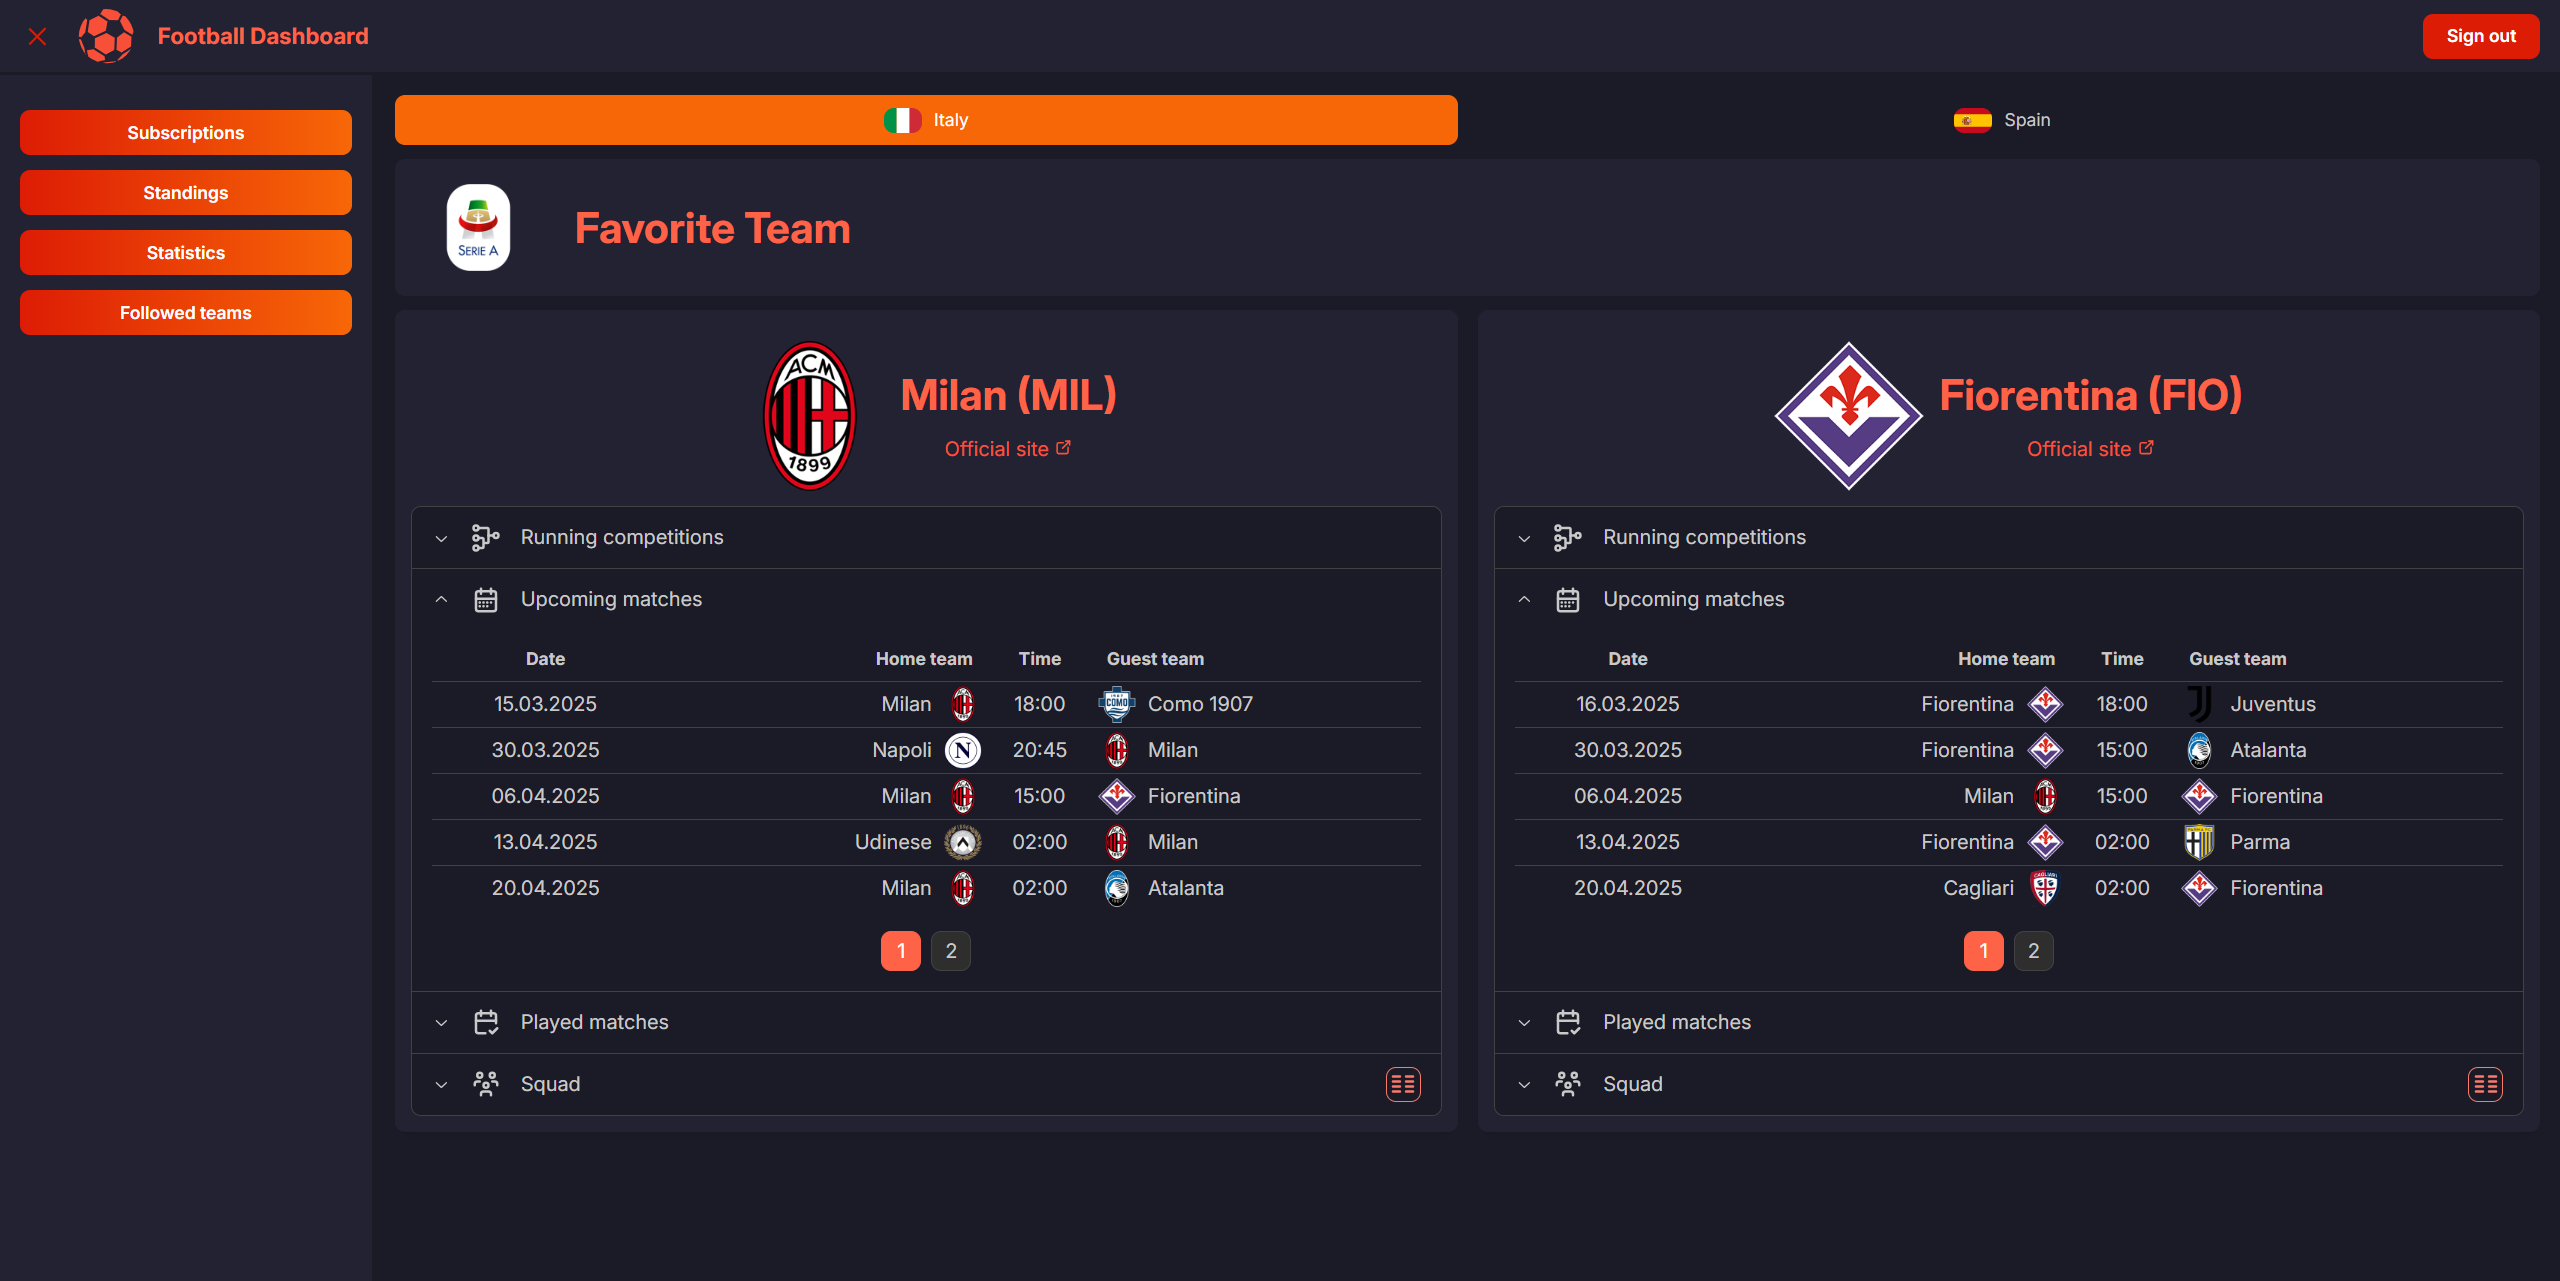 Football Dashboard
Sign out
Subscriptions
Standings
Statistics
Followed teams
Italy
Spain
SERIE A
Favorite Team
ACM
1899
Milan (MIL)
Official site
Running competitions
Upcoming matches
Date Home team Time Guest team
15.03.2025 Milan 18:00 COMO Como 1907
30.03.2025 Napoli N 20:45 Milan
06.04.2025 Milan 15:00 Fiorentina
13.04.2025 Udinese 02:00 Milan
20.04.2025 Milan 02:00 Atalanta
1 2
Played matches
Squad
Fiorentina (FIO)
Official site
Running competitions
Upcoming matches
Date Home team Time Guest team
16.03.2025 Fiorentina 18:00 Juventus
30.03.2025 Fiorentina 15:00 Atalanta
06.04.2025 Milan 15:00 Fiorentina
13.04.2025 Fiorentina 02:00 Parma
20.04.2025 Cagliari 02:00 Fiorentina
1 2
Played matches
Squad